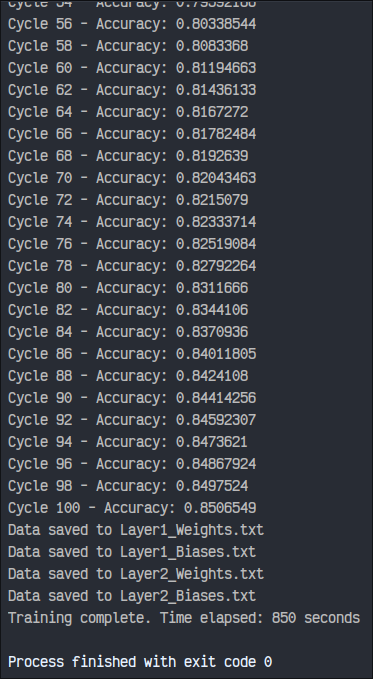 Cycle 54 - Accuracy: 0.79592188
Cycle 56 - Accuracy: 0.80338544
Cycle 58 - Accuracy: 0.8083368
Cycle 60 - Accuracy: 0.81194663
Cycle 62 - Accuracy: 0.81436133
Cycle 64 - Accuracy: 0.8167272
Cycle 66 - Accuracy: 0.81782484
Cycle 68 - Accuracy: 0.8192639
Cycle 70 - Accuracy: 0.82043463
Cycle 72 - Accuracy: 0.8215079
Cycle 74 - Accuracy: 0.82333714
Cycle 76 - Accuracy: 0.82519084
Cycle 78 - Accuracy: 0.82792264
Cycle 80 - Accuracy: 0.8311666
Cycle 82 - Accuracy: 0.8344106
Cycle 84 - Accuracy: 0.8370936
Cycle 86 - Accuracy: 0.84011805
Cycle 88 - Accuracy: 0.8424108
Cycle 90 - Accuracy: 0.84414256
Cycle 92 - Accuracy: 0.84592307
Cycle 94 - Accuracy: 0.8473621
Cycle 96 - Accuracy: 0.84867924
Cycle 98 - Accuracy: 0.8497524
Cycle 100 - Accuracy: 0.8506549
Data saved to Layer1_Weights.txt
Data saved to Layer1_Biases.txt
Data saved to Layer2_Weights.txt
Data saved to Layer2_Biases.txt
Training complete. Time elapsed: 850 seconds
Process finished with exit code 0